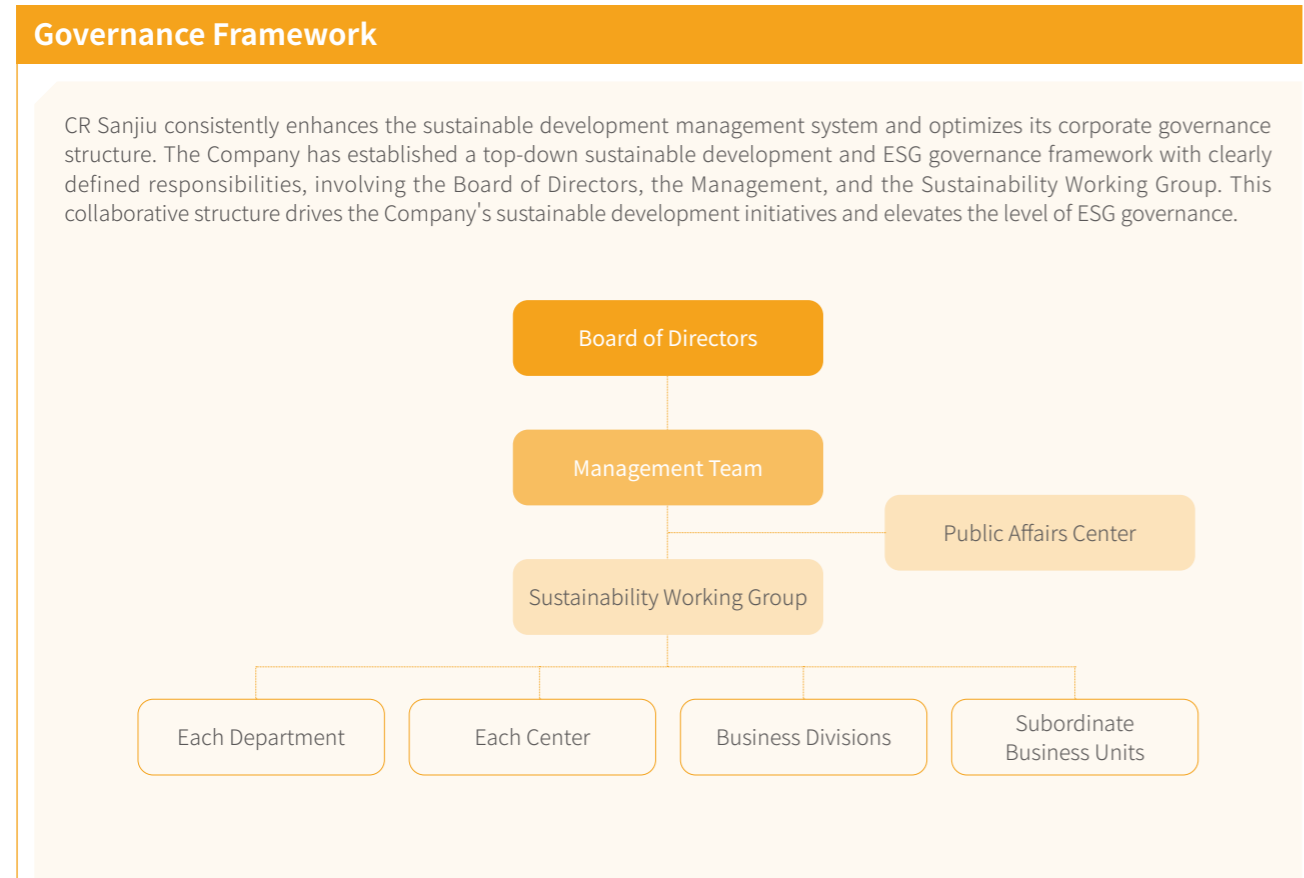 Governance Framework
CR Sanjiu consistently enhances the sustainable development management system and optimizes its corporate governance
structure. The Company has established a top-down sustainable development and ESG governance framework with clearly
defined responsibilities, involving the Board of Directors, the Management, and the Sustainability Working Group. This
collaborative structure drives the Company's sustainable development initiatives and elevates the level of ESG governance.
Board of Directors
Management Team
Public Affairs Center
Sustainability Working Group
Each Department
Each Center
Business Divisions
Subordinate
Business Units